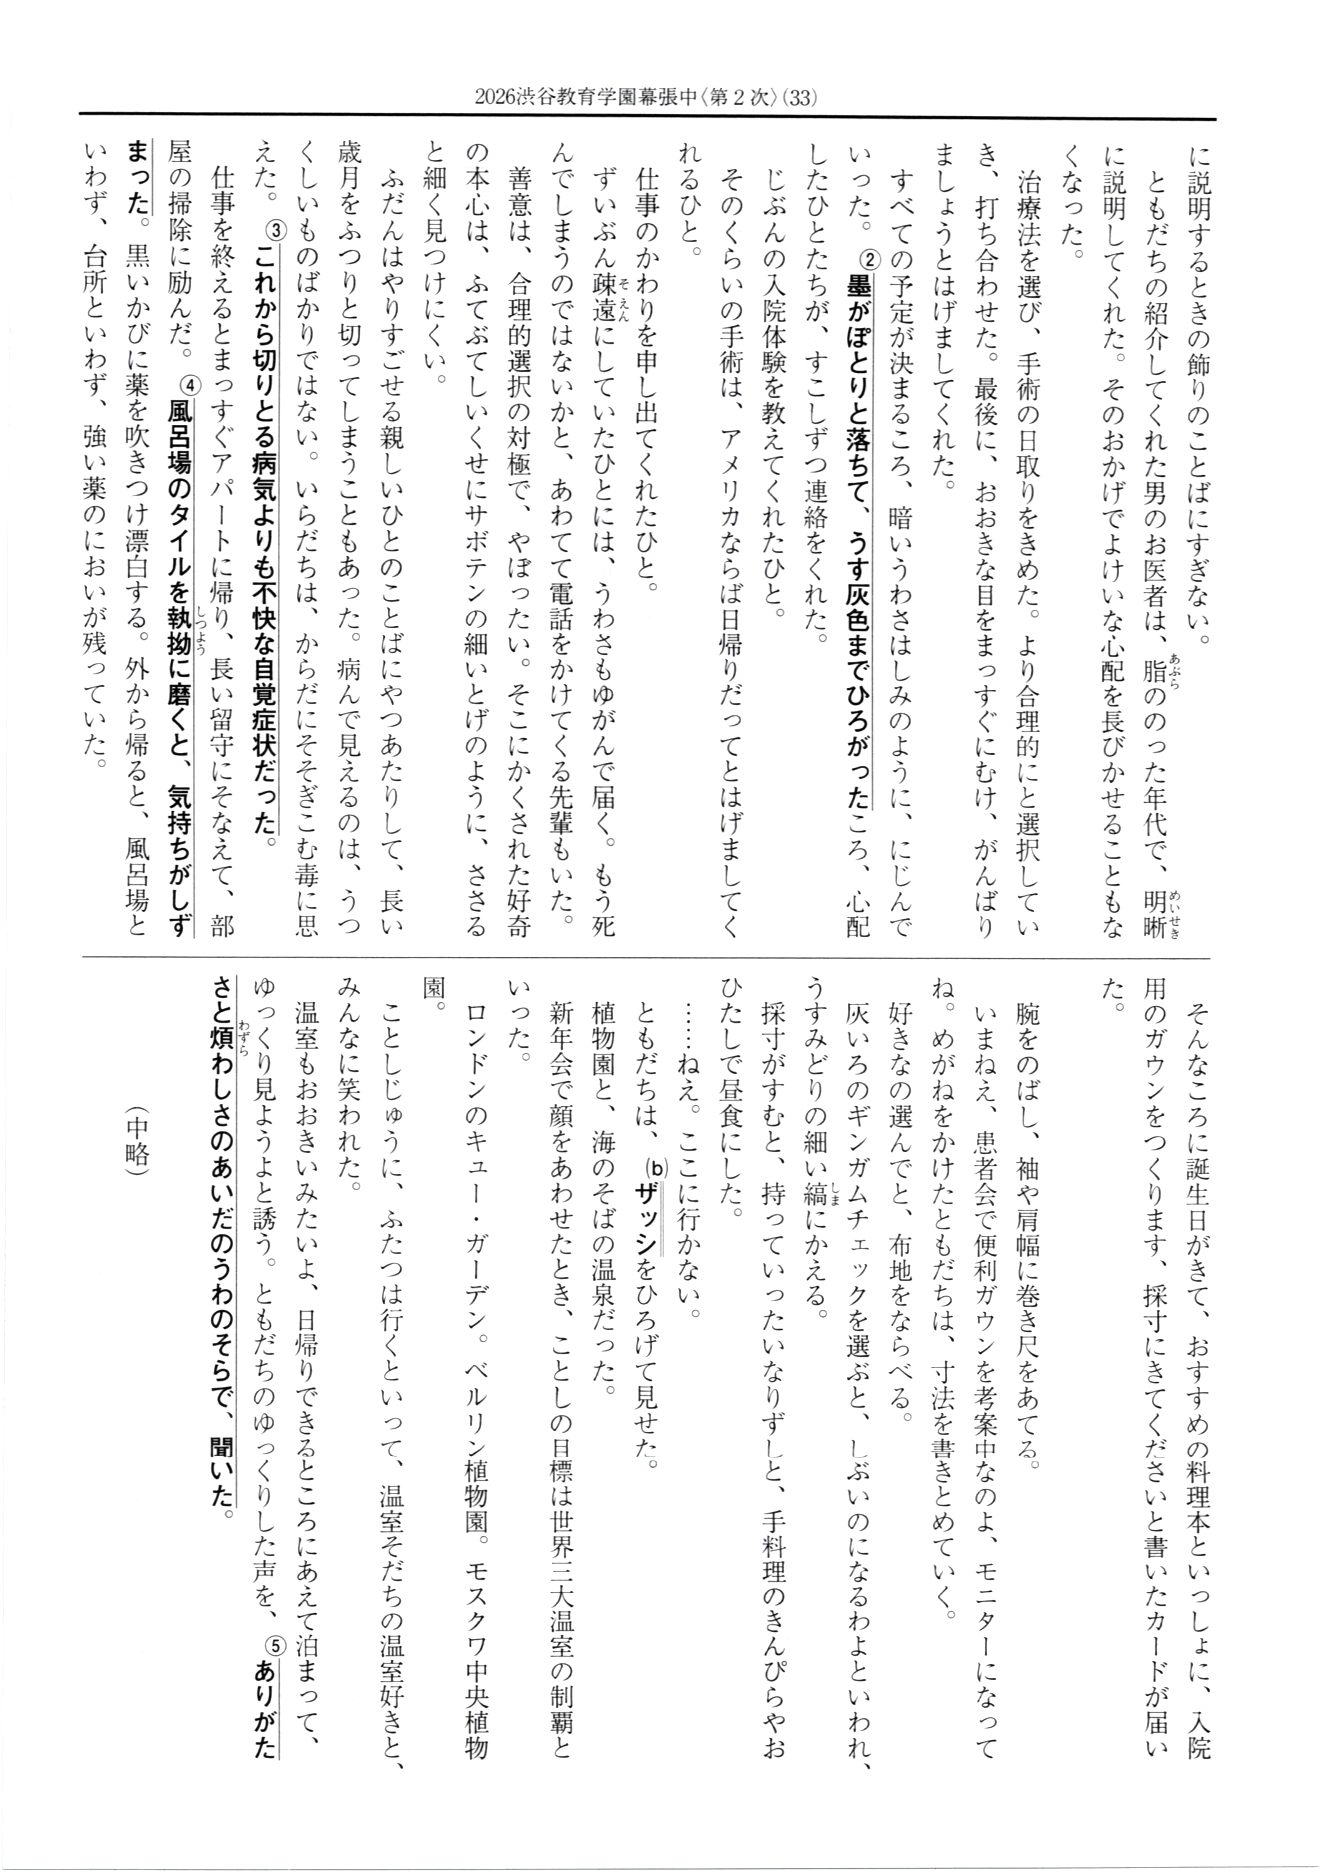 2026渋谷教育学園幕張中〈第2次〉(33)
に説明するときの飾りのことばにすぎない。
ともだちの紹介してくれた男のお医者は、脂ののった年代で、明晰
あぶら
めいせき
に説明してくれた。そのおかげでよけいな心配を長びかせることもな
くなった。
治療法を選び、手術の日取りをきめた。より合理的にと選択してい
き、打ち合わせた。最後に、おおきな目をまっすぐにむけ、がんばり
ましょうとはげましてくれた。
すべての予定が決まるころ、暗いうわさはしみのように、にじんで
いった。②墨がぽとりと落ちて、うす灰色までひろがったころ、心配
したひとたちが、すこしずつ連絡をくれた。
じぶんの入院体験を教えてくれたひと。
そのくらいの手術は、アメリカならば日帰りだってとはげましてく
れるひと。
仕事のかわりを申し出てくれたひと。
ずいぶん疎遠にしていたひとには、うわさもゆがんで届く。もう死
そえん
んでしまうのではないかと、あわてて電話をかけてくる先輩もいた。
善意は、合理的選択の対極で、やぼったい。そこにかくされた好奇
の本心は、ふてぶてしいくせにサボテンの細いとげのように、ささる
と細く見つけにくい。
ふだんはやりすごせる親しいひとのことばにやつあたりして、長い
歳月をふつりと切ってしまうこともあった。病んで見えるのは、うつ
くしいものばかりではない。いらだちは、からだにそそぎこむ毒に思
えた。③これから切りとる病気よりも不快な自覚症状だった。
仕事を終えるとまっすぐアパートに帰り、長い留守にそなえて、部
屋の掃除に励んだ。④風呂場のタイルを執拗に磨くと、気持ちがしず
しつよう
まった。黒いかびに薬を吹きつけ漂白する。外から帰ると、風呂場と
いわず、台所といわず、強い薬のにおいが残っていた。
そんなころに誕生日がきて、おすすめの料理本といっしょに、入院
用のガウンをつくります、採寸にきてくださいと書いたカードが届い
た。
腕をのばし、袖や肩幅に巻き尺をあてる。
いまねえ、患者会で便利ガウンを考案中なのよ、モニターになって
ね。めがねをかけたともだちは、寸法を書きとめていく。
好きなの選んでと、布地をならべる。
灰いろのギンガムチェックを選ぶと、しぶいのになるわよといわれ、
うすみどりの細い縞にかえる。
しま
採寸がすむと、持っていったいなりずしと、手料理のきんぴらやお
ひたしで昼食にした。
……ねえ。ここに行かない。
ともだちは、(b)ザッシをひろげて見せた。
植物園と、海のそばの温泉だった。
新年会で顔をあわせたとき、ことしの目標は世界三大温室の制覇と
いった。
ロンドンのキュー・ガーデン。ベルリン植物園。モスクワ中央植物
園。
ことしじゅうに、ふたつは行くといって、温室そだちの温室好きと、
みんなに笑われた。
温室もおおきいみたいよ、日帰りできるところにあえて泊まって、
ゆっくり見ようよと誘う。ともだちのゆっくりした声を、⑤ありがた
さと煩わしさのあいだのうわのそらで、聞いた。
わずら
(中略)